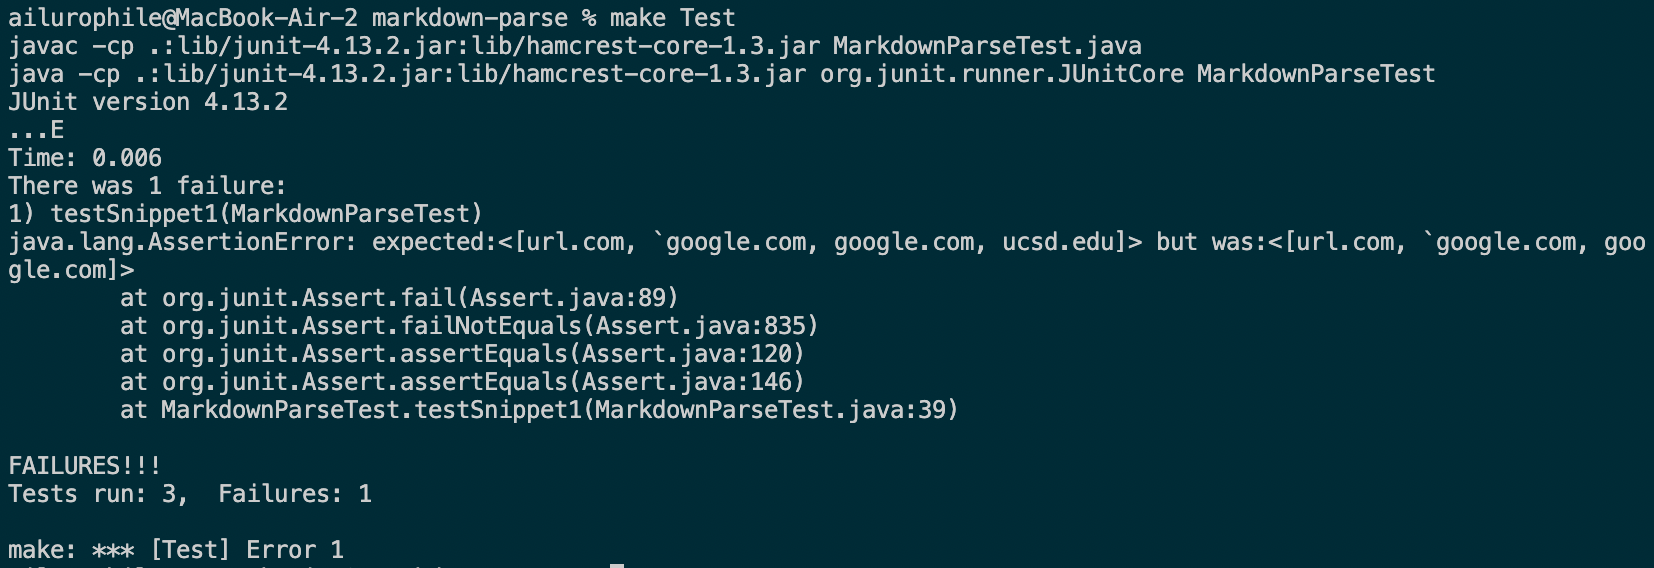 ailurophile@MacBook-Air-2 markdown-parse % make Test
javac -cp .:lib/junit-4.13.2.jar:lib/hamcrest-core-1.3.jar MarkdownParseTest.java
java -cp .:lib/junit-4.13.2.jar:lib/hamcrest-core-1.3.jar org.junit.runner.JUnitCore MarkdownParseTest
JUnit version 4.13.2
...E
Time: 0.006
There was 1 failure:
1) testSnippet1(MarkdownParseTest)
java.lang.AssertionError: expected:<[url.com, `google.com, google.com, ucsd.edu]> but was:<[url.com, `google.com, goo
gle.com]>
        at org.junit.Assert.fail(Assert.java:89)
        at org.junit.Assert.failNotEquals(Assert.java:835)
        at org.junit.Assert.assertEquals(Assert.java:120)
        at org.junit.Assert.assertEquals(Assert.java:146)
        at MarkdownParseTest.testSnippet1(MarkdownParseTest.java:39)
FAILURES!!!
Tests run: 3,  Failures: 1
make: *** [Test] Error 1